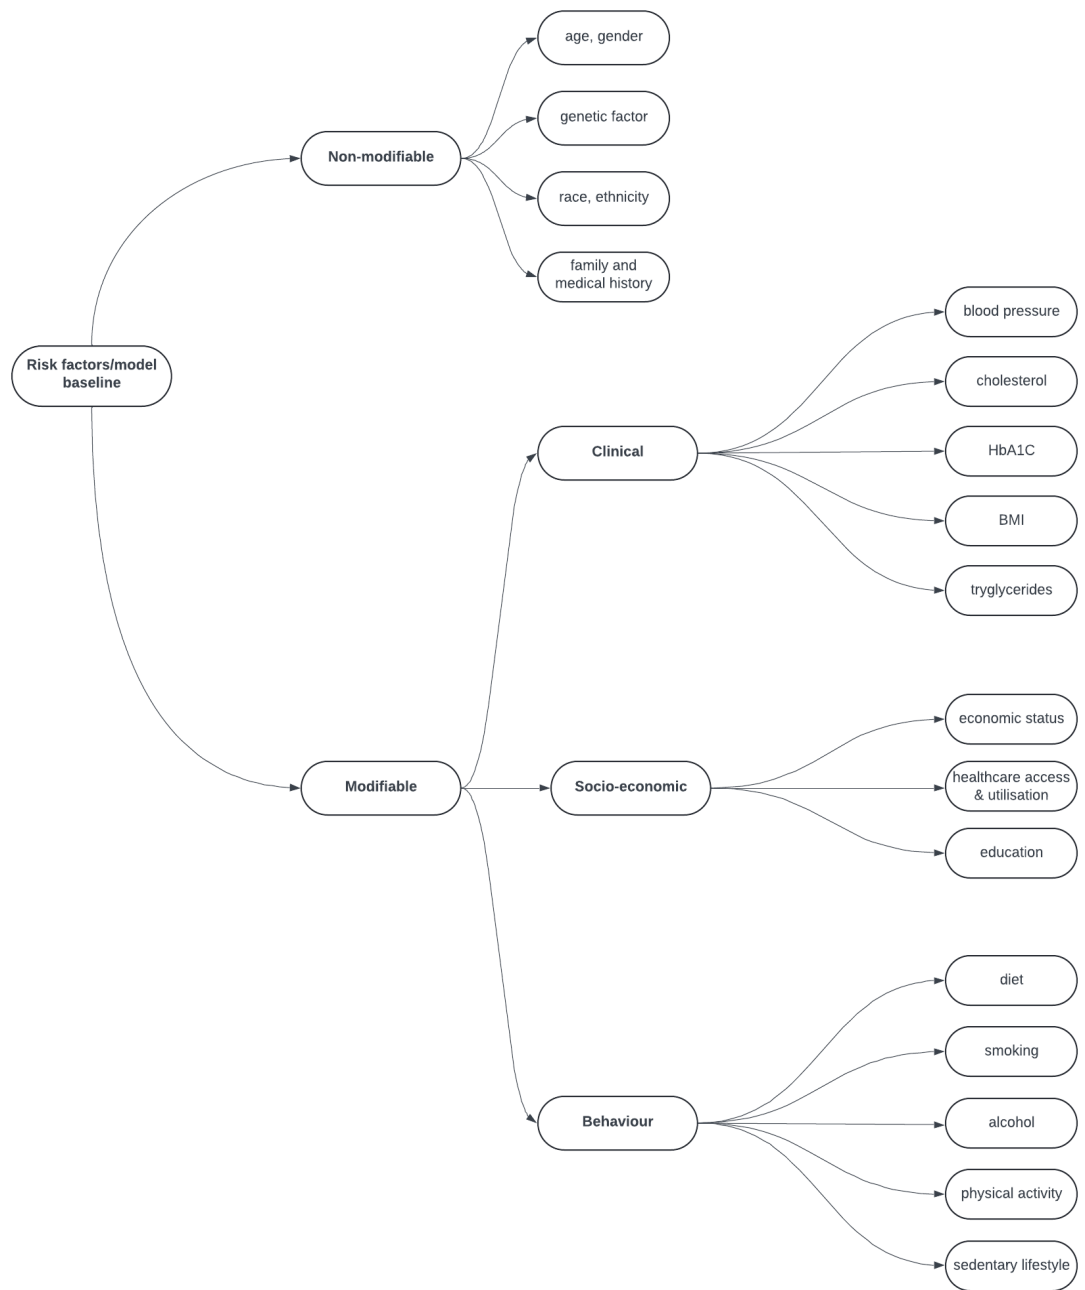 age, gender
genetic factor
Non-modifiable
race, ethnicity
family and
medical history
Risk factors/model
baseline
blood pressure
cholesterol
Clinical
HbA1C
BMI
tryglycerides
economic status
Modifiable
Socio-economic
healthcare access
& utilisation
education
diet
smoking
Behaviour
alcohol
physical activity
sedentary lifestyle